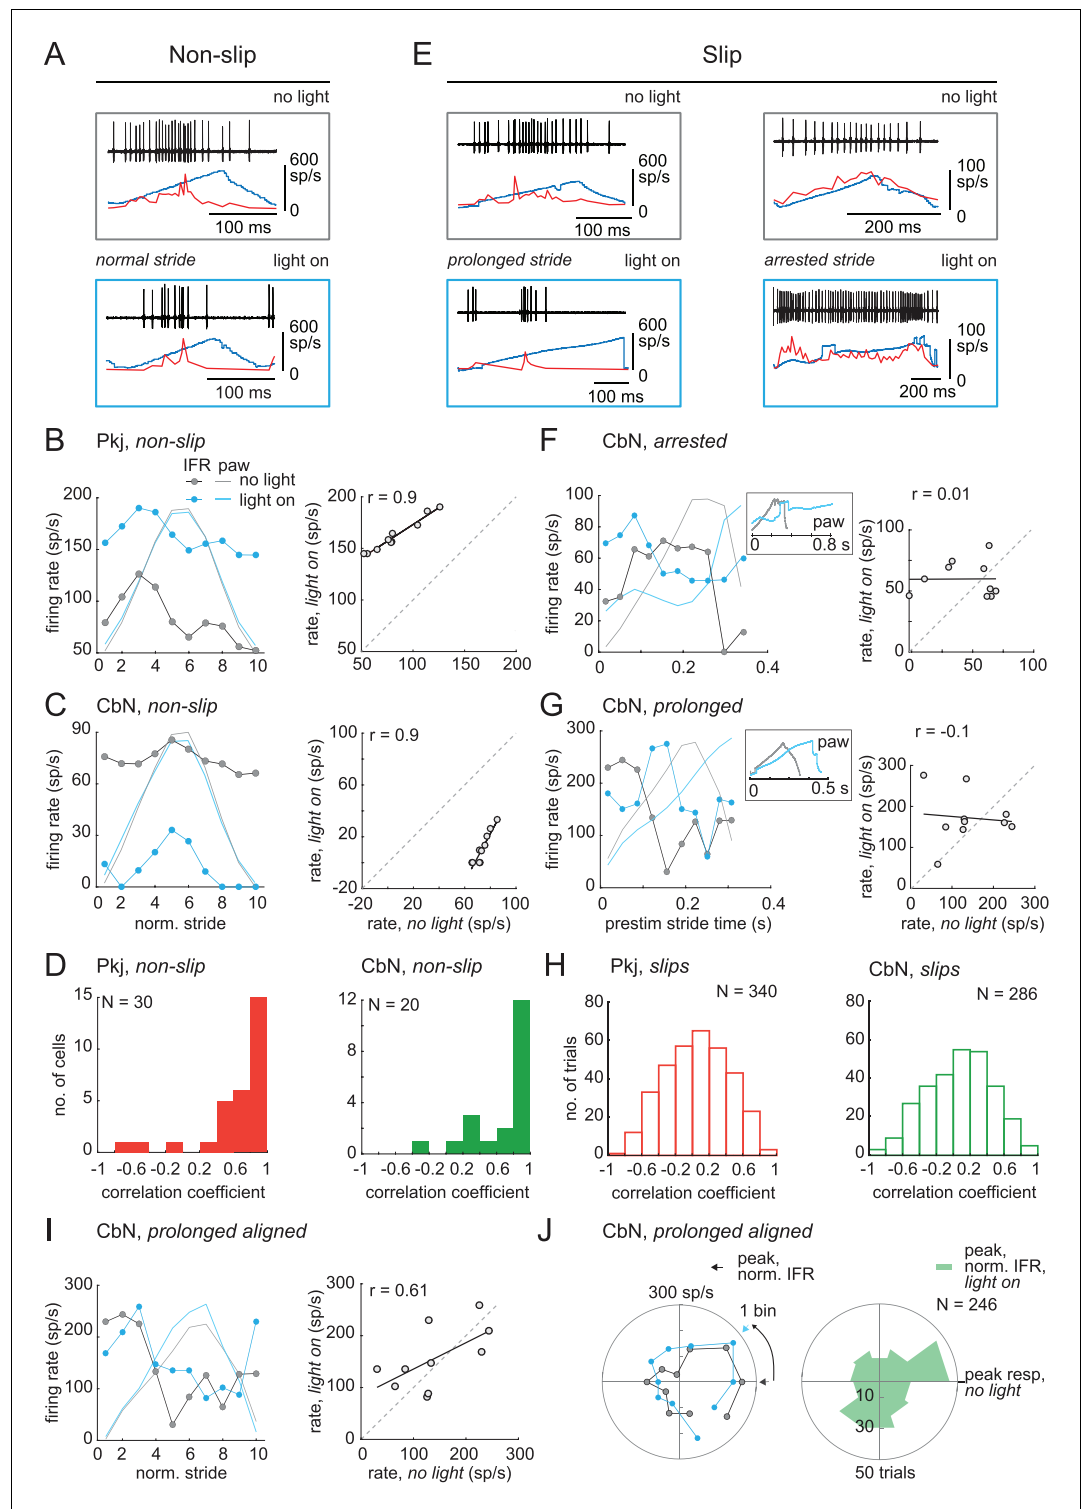 A
Non-slip
E
Slip
no light
no light
no light
600
sp/s
0
100 ms
600
sp/s
0
100 ms
100
sp/s
0
200 ms
normal stride
light on
prolonged stride
light on
arrested stride
light on
600
sp/s
0
100 ms
600
sp/s
0
100 ms
100
sp/s
0
200 ms
B
Pkj, non-slip
IFR paw
no light
light on
firing rate (sp/s)
200
150
100
50
0 2 4 6 8 10
rate, light on (sp/s)
r = 0.9
200
150
100
50
50 100 150 200
F
CbN, arrested
firing rate (sp/s)
100
80
60
40
20
0
0 0.2 0.4
paw
0 0.8 s
r = 0.01
rate, light on (sp/s)
100
50
0
0 50 100
C
CbN, non-slip
firing rate (sp/s)
90
60
30
0
0 2 4 6 8 10
norm. stride
rate, light on (sp/s)
r = 0.9
100
60
20
-20
-20 20 60 100
rate, no light (sp/s)
G
CbN, prolonged
firing rate (sp/s)
300
200
100
0
0 0.2 0.4
prestim stride time (s)
paw
0 0.5 s
r = -0.1
rate, light on (sp/s)
300
200
100
0
0 100 200 300
rate, no light (sp/s)
D
Pkj, non-slip
N = 30
no. of cells
15
10
5
0
-1 -0.6 -0.2 0.2 0.6 1
correlation coefficient
CbN, non-slip
N = 20
12
8
4
0
-1 -0.6 -0.2 0.2 0.6 1
correlation coefficient
H
Pkj, slips
N = 340
no. of trials
80
60
40
20
0
-1 -0.6 -0.2 0.2 0.6 1
correlation coefficient
CbN, slips
N = 286
80
60
40
20
0
-1 -0.6 -0.2 0.2 0.6 1
correlation coefficient
I
CbN, prolonged aligned
firing rate (sp/s)
300
200
100
0
0 2 4 6 8 10
norm. stride
rate, light on (sp/s)
r = 0.61
300
200
100
0
0 100 200 300
rate, no light (sp/s)
J
CbN, prolonged aligned
peak,
norm. IFR
300 sp/s
1 bin
peak,
norm. IFR,
light on
N = 246
peak resp,
no light
10
30
50 trials